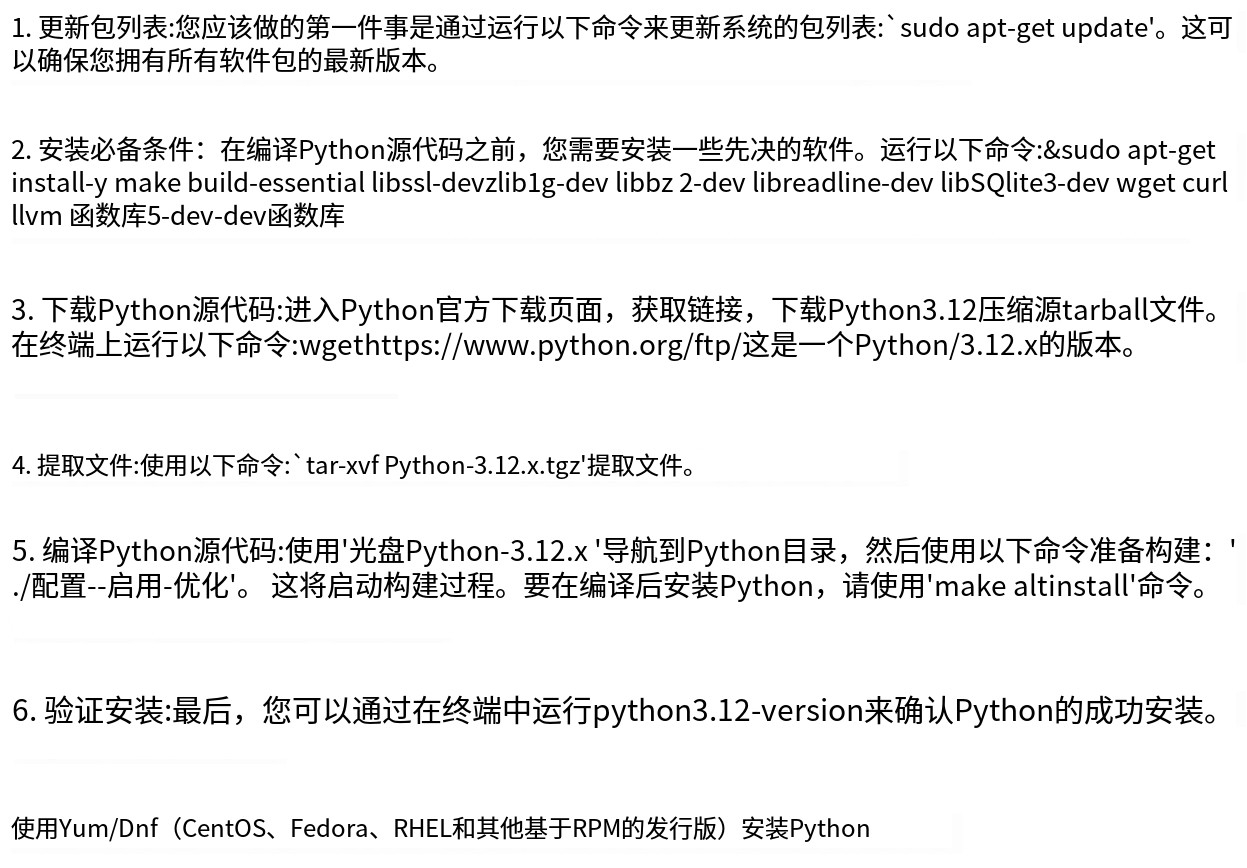 1. 更新包列表:您应该做的第一件事是通过运行以下命令来更新系统的包列表:`sudo apt-get update'。这可
以确保您拥有所有软件包的最新版本。
2. 安装必备条件：在编译Python源代码之前，您需要安装一些先决的软件。运行以下命令:&sudo apt-get
install-y make build-essential libssl-devzlib1g-dev libbz 2-dev libreadline-dev libSQlite3-dev wget curl
llvm 函数库5-dev-dev函数库
3. 下载Python源代码:进入Python官方下载页面，获取链接，下载Python3.12压缩源tarball文件。
在终端上运行以下命令:wgethttps://www.python.org/ftp/这是一个Python/3.12.x的版本。
4. 提取文件:使用以下命令:`tar-xvf Python-3.12.x.tgz'提取文件。
5. 编译Python源代码:使用'光盘Python-3.12.x '导航到Python目录，然后使用以下命令准备构建：'
./配置--启用-优化'。 这将启动构建过程。要在编译后安装Python，请使用'make altinstall'命令。
6. 验证安装:最后，您可以通过在终端中运行python3.12-version来确认Python的成功安装。
使用Yum/Dnf（CentOS、Fedora、RHEL和其他基于RPM的发行版）安装Python